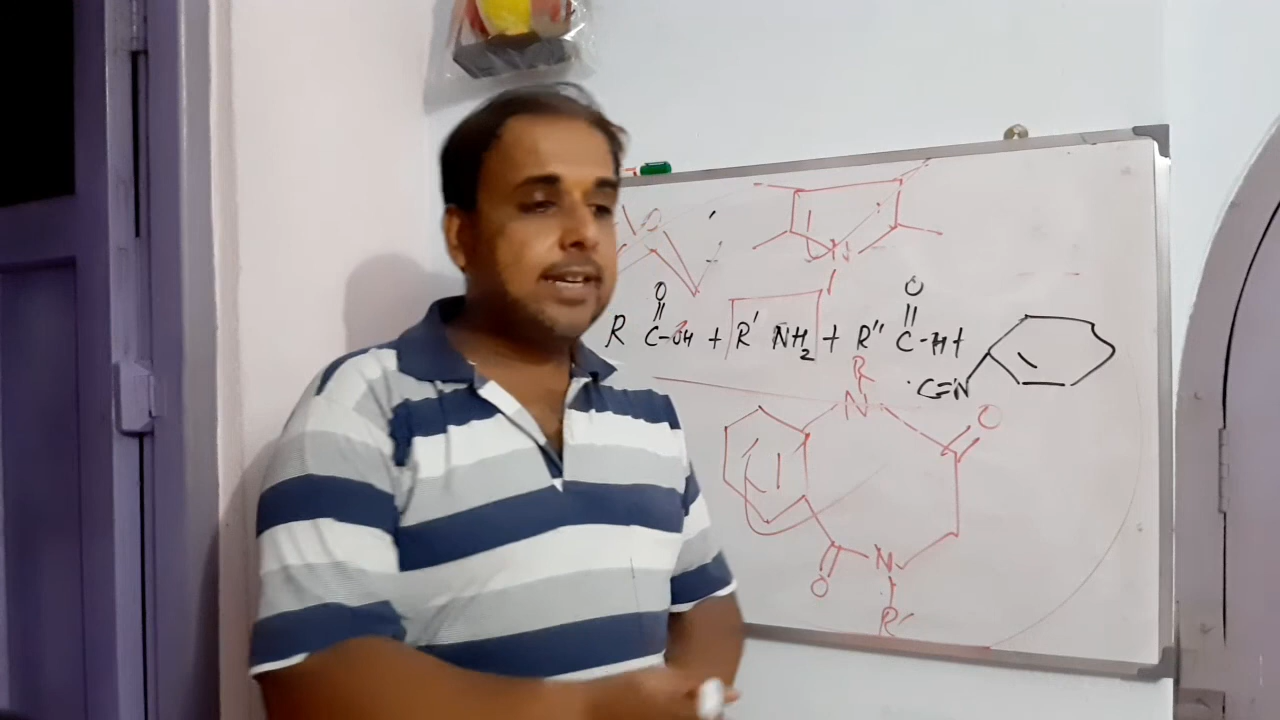 N
O O
R C-OH + R' NH2 + R'' C-H+
C≡N
R
N O
O N
R'